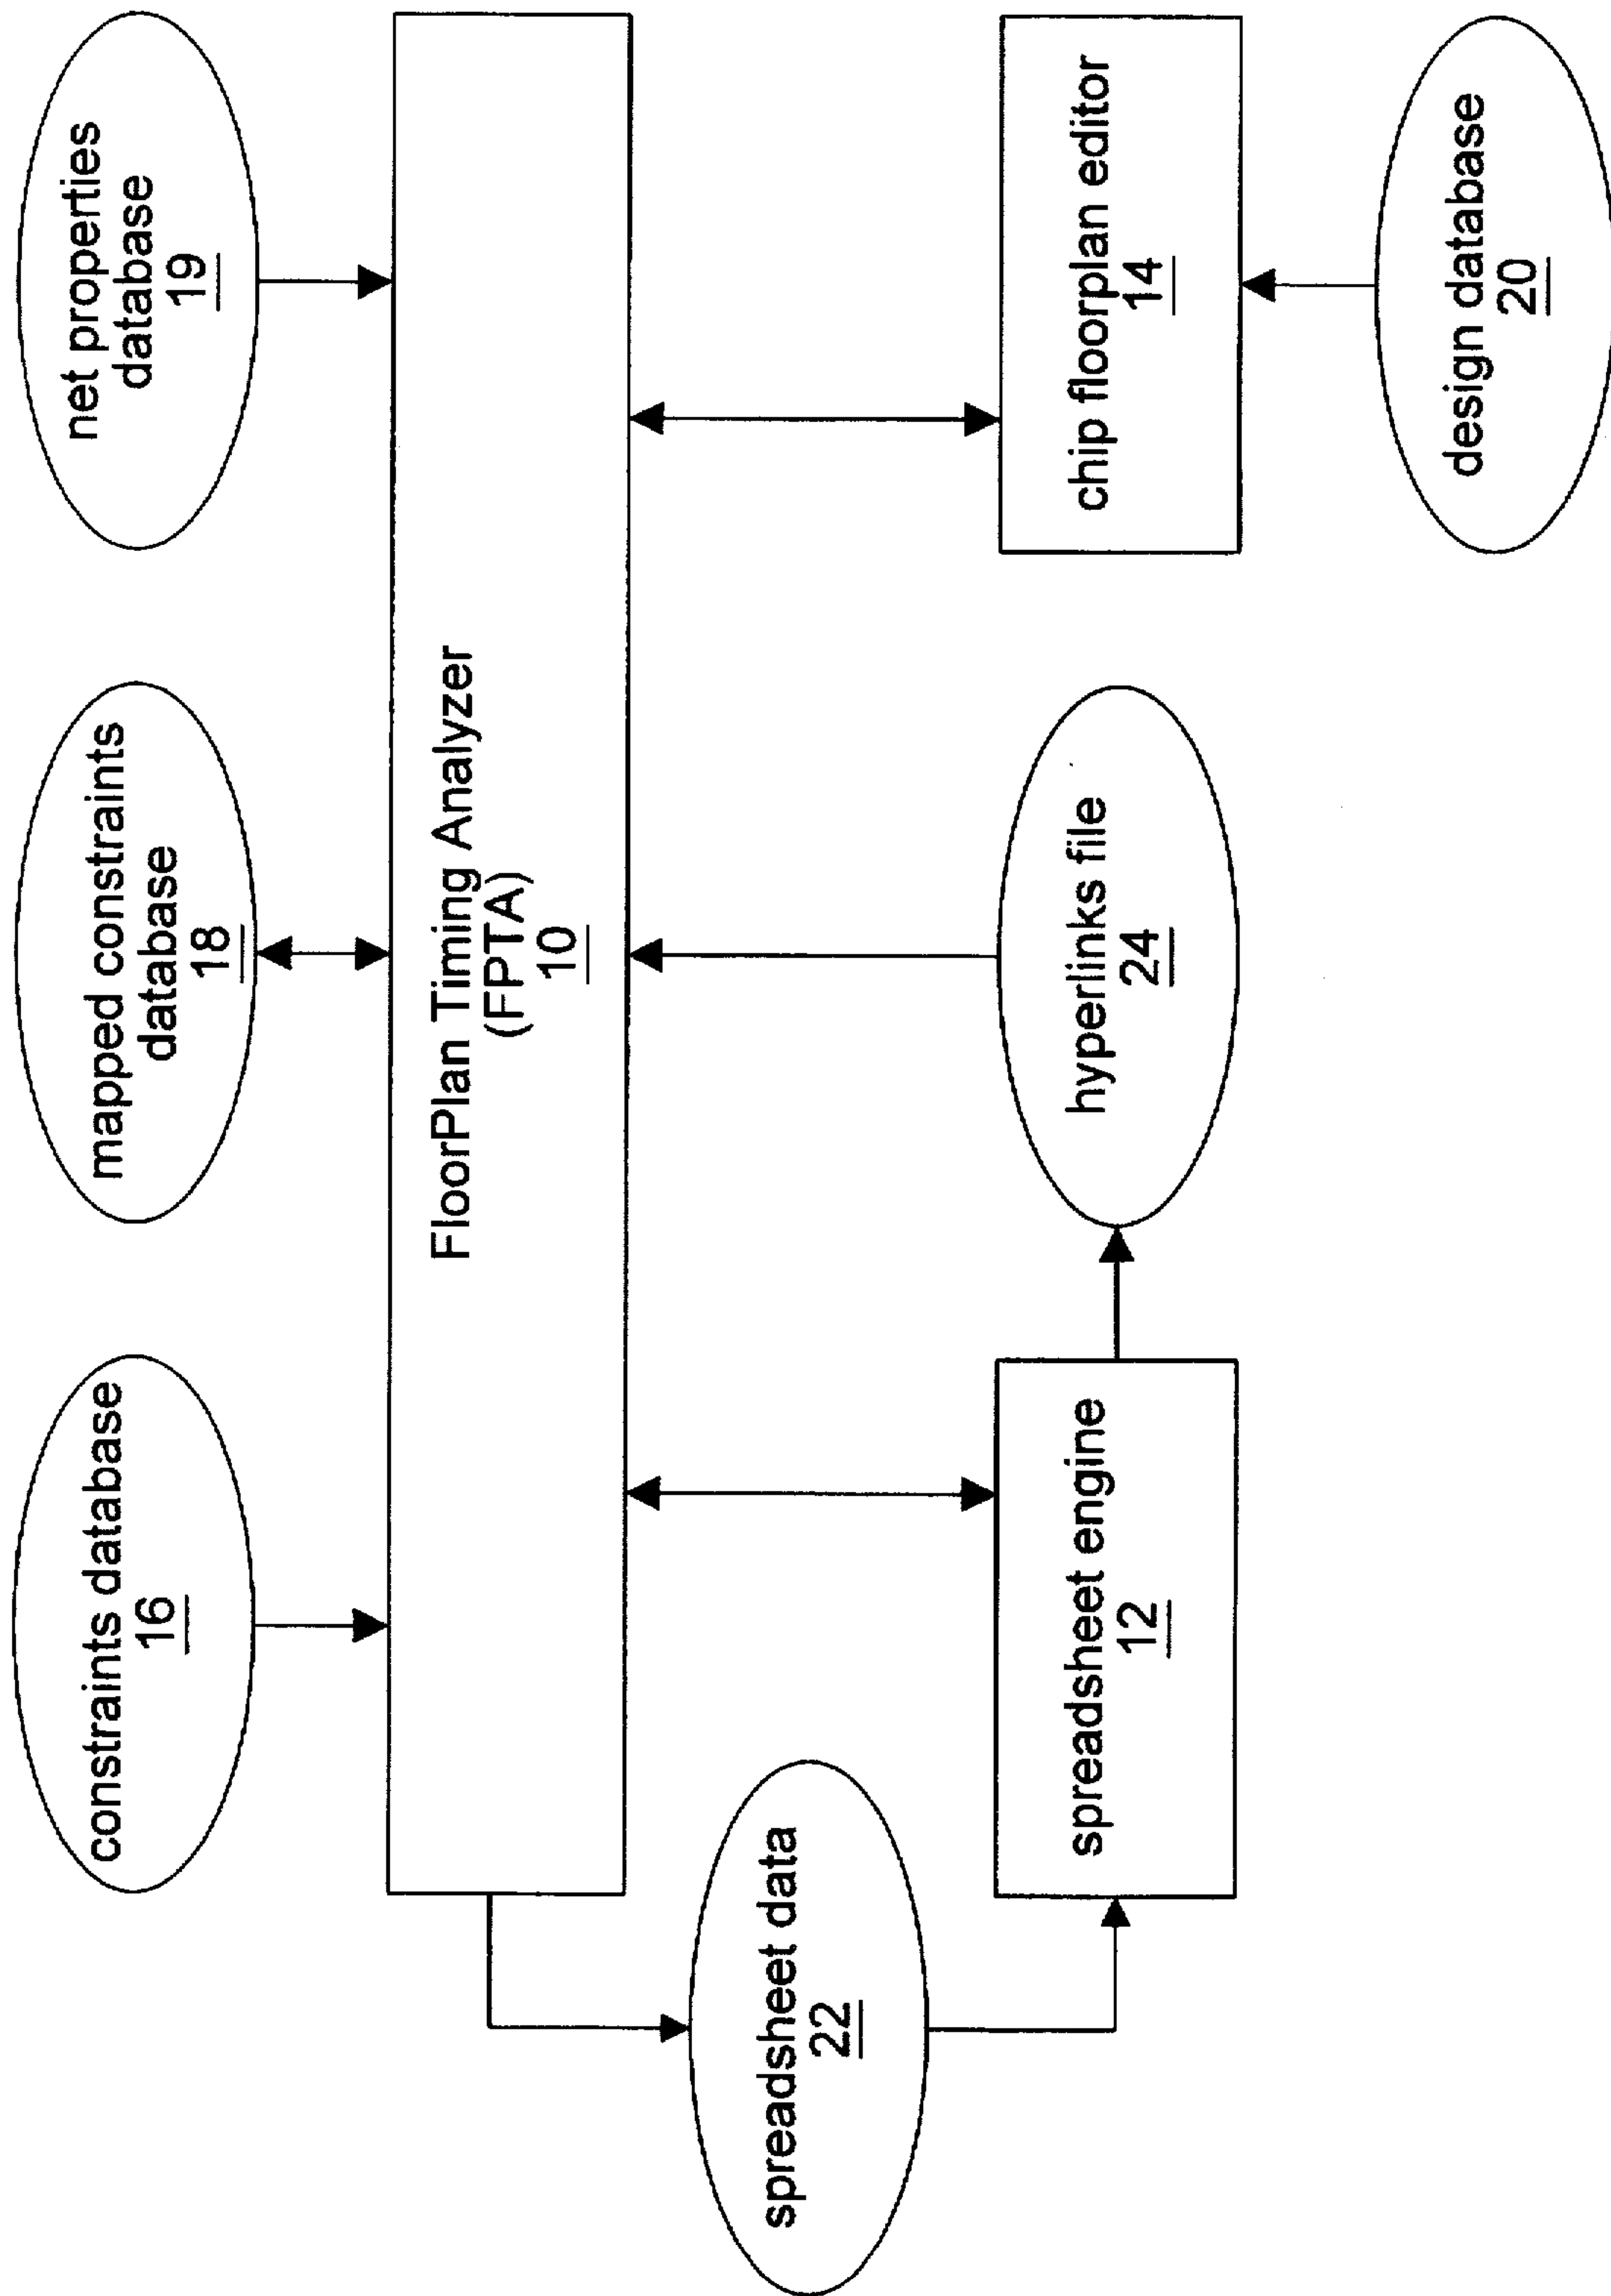 constraints database
16
mapped constraints
database
18
net properties
database
19
FloorPlan Timing Analyzer
(FPTA)
10
spreadsheet data
22
spreadsheet engine
12
hyperlinks file
24
chip floorplan editor
14
design database
20